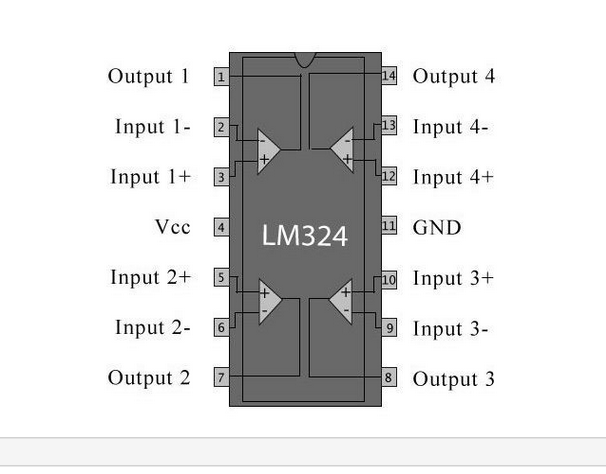 Output 1 1 14 Output 4
- -
Input 1- 2 13 Input 4-
+ +
Input 1+ 3 12 Input 4+
Vcc 4 LM324 11 GND
Input 2+ 5 10 Input 3+
+ +
- -
Input 2- 6 9 Input 3-
Output 2 7 8 Output 3